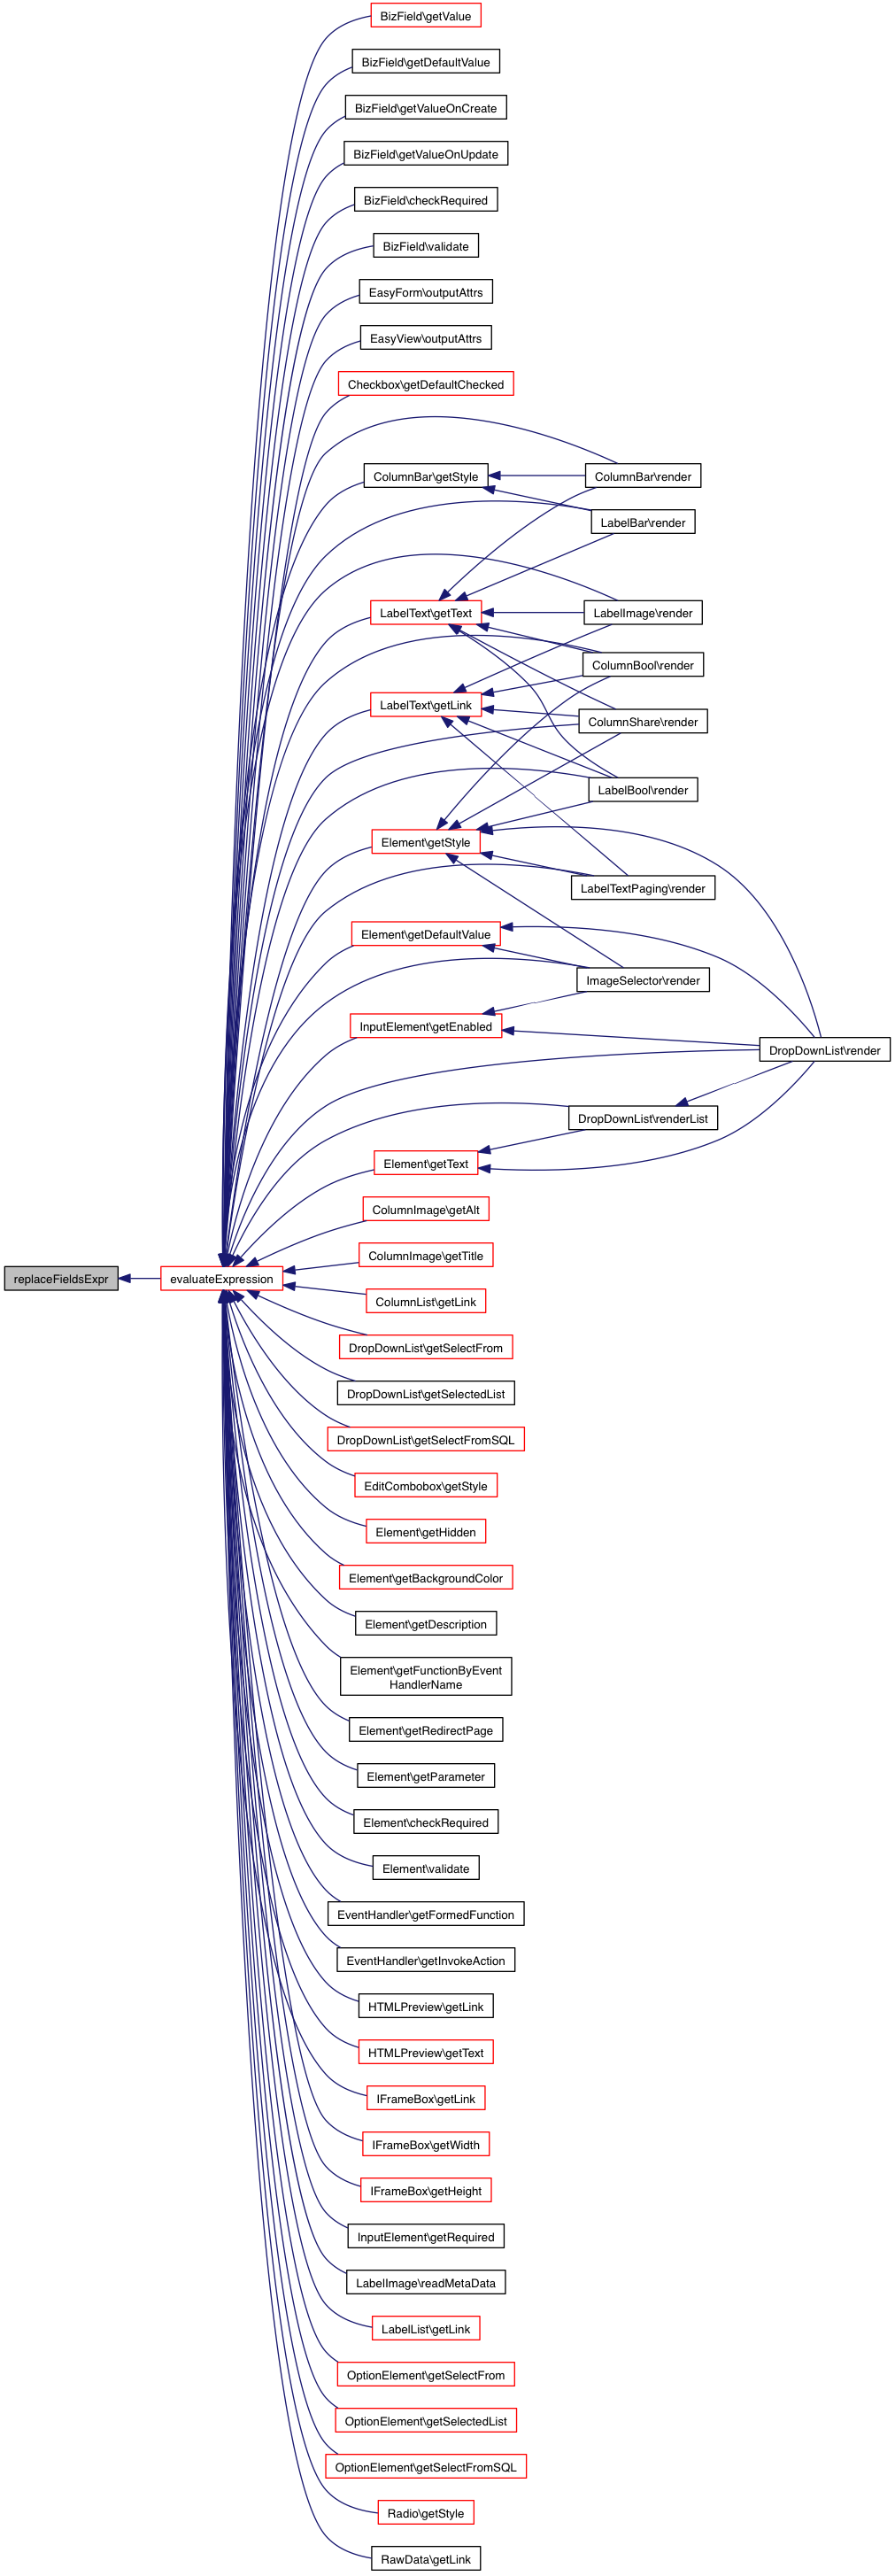 BizField\getValue
BizField\getDefaultValue
BizField\getValueOnCreate
BizField\getValueOnUpdate
BizField\checkRequired
BizField\validate
EasyForm\outputAttrs
EasyView\outputAttrs
Checkbox\getDefaultChecked
ColumnBar\getStyle
ColumnBar\render
LabelBar\render
LabelText\getText
LabelImage\render
ColumnBool\render
LabelText\getLink
ColumnShare\render
LabelBool\render
Element\getStyle
LabelTextPaging\render
Element\getDefaultValue
ImageSelector\render
InputElement\getEnabled
DropDownList\render
DropDownList\renderList
Element\getText
ColumnImage\getAlt
ColumnImage\getTitle
replaceFieldsExpr
evaluateExpression
ColumnList\getLink
DropDownList\getSelectFrom
DropDownList\getSelectedList
DropDownList\getSelectFromSQL
EditCombobox\getStyle
Element\getHidden
Element\getBackgroundColor
Element\getDescription
Element\getFunctionByEvent
HandlerName
Element\getRedirectPage
Element\getParameter
Element\checkRequired
Element\validate
EventHandler\getFormedFunction
EventHandler\getInvokeAction
HTMLPreview\getLink
HTMLPreview\getText
IFrameBox\getLink
IFrameBox\getWidth
IFrameBox\getHeight
InputElement\getRequired
LabelImage\readMetaData
LabelList\getLink
OptionElement\getSelectFrom
OptionElement\getSelectedList
OptionElement\getSelectFromSQL
Radio\getStyle
RawData\getLink